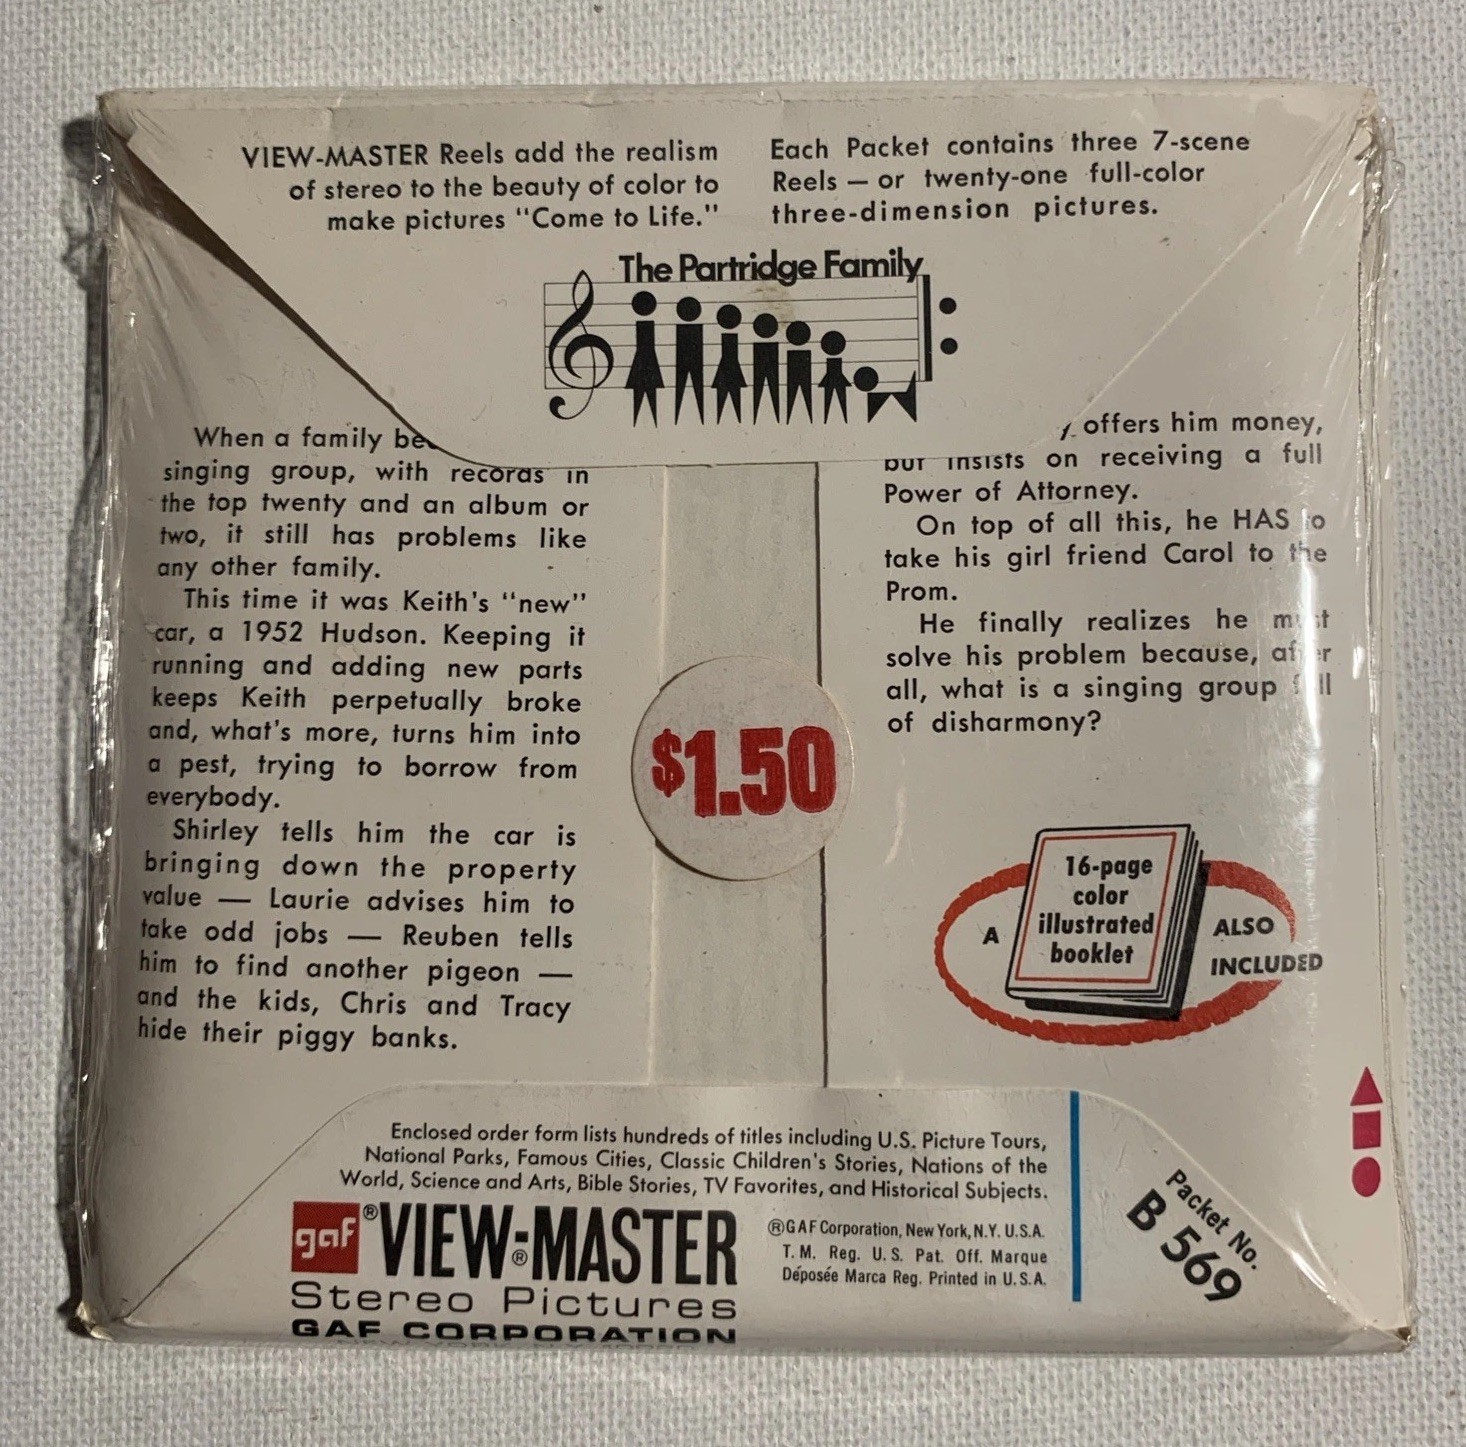 VIEW-MASTER Reels add the realism
of stereo to the beauty of color to
make pictures "Come to Life."
Each Packet contains three 7-scene
Reels — or twenty-one full-color
three-dimension pictures.
The Partridge Family
When a family
singing group, with records in
the top twenty and an album or
two, it still has problems like
any other family.
This time it was Keith's "new"
car, a 1952 Hudson. Keeping it
running and adding new parts
keeps Keith perpetually broke
and, what's more, turns him into
a pest, trying to borrow from
everybody.
Shirley tells him the car is
bringing down the property
value — Laurie advises him to
take odd jobs — Reuben tells
him to find another pigeon —
and the kids, Chris and Tracy
hide their piggy banks.
offers him money,
but insists on receiving a full
Power of Attorney.
On top of all this, he HAS to
take his girl friend Carol to the
Prom.
He finally realizes he must
solve his problem because, after
all, what is a singing group full
of disharmony?
$1.50
A
16-page
color
illustrated
booklet
ALSO
INCLUDED
Enclosed order form lists hundreds of titles including U.S. Picture Tours,
National Parks, Famous Cities, Classic Children's Stories, Nations of the
World, Science and Arts, Bible Stories, TV Favorites, and Historical Subjects.
gaf ® VIEW-MASTER ®
Stereo Pictures
GAF CORPORATION
®GAF Corporation, New York, N.Y. U.S.A.
T. M. Reg. U. S. Pat. Off. Marque
Déposée Marca Reg. Printed in U.S.A.
Packet No.
B 569